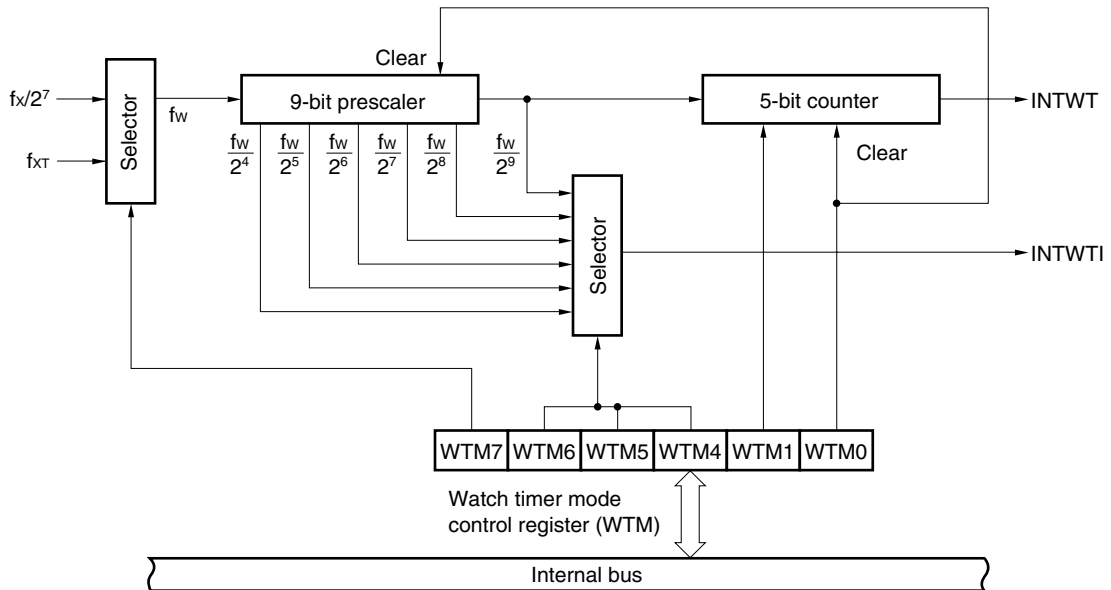 Clear
fX/2⁷
fXT
Selector
fW
9-bit prescaler
5-bit counter
INTWT
fW/2⁴
fW/2⁵
fW/2⁶
fW/2⁷
fW/2⁸
fW/2⁹
Clear
Selector
INTWTI
WTM7 WTM6 WTM5 WTM4 WTM1 WTM0
Watch timer mode
control register (WTM)
Internal bus